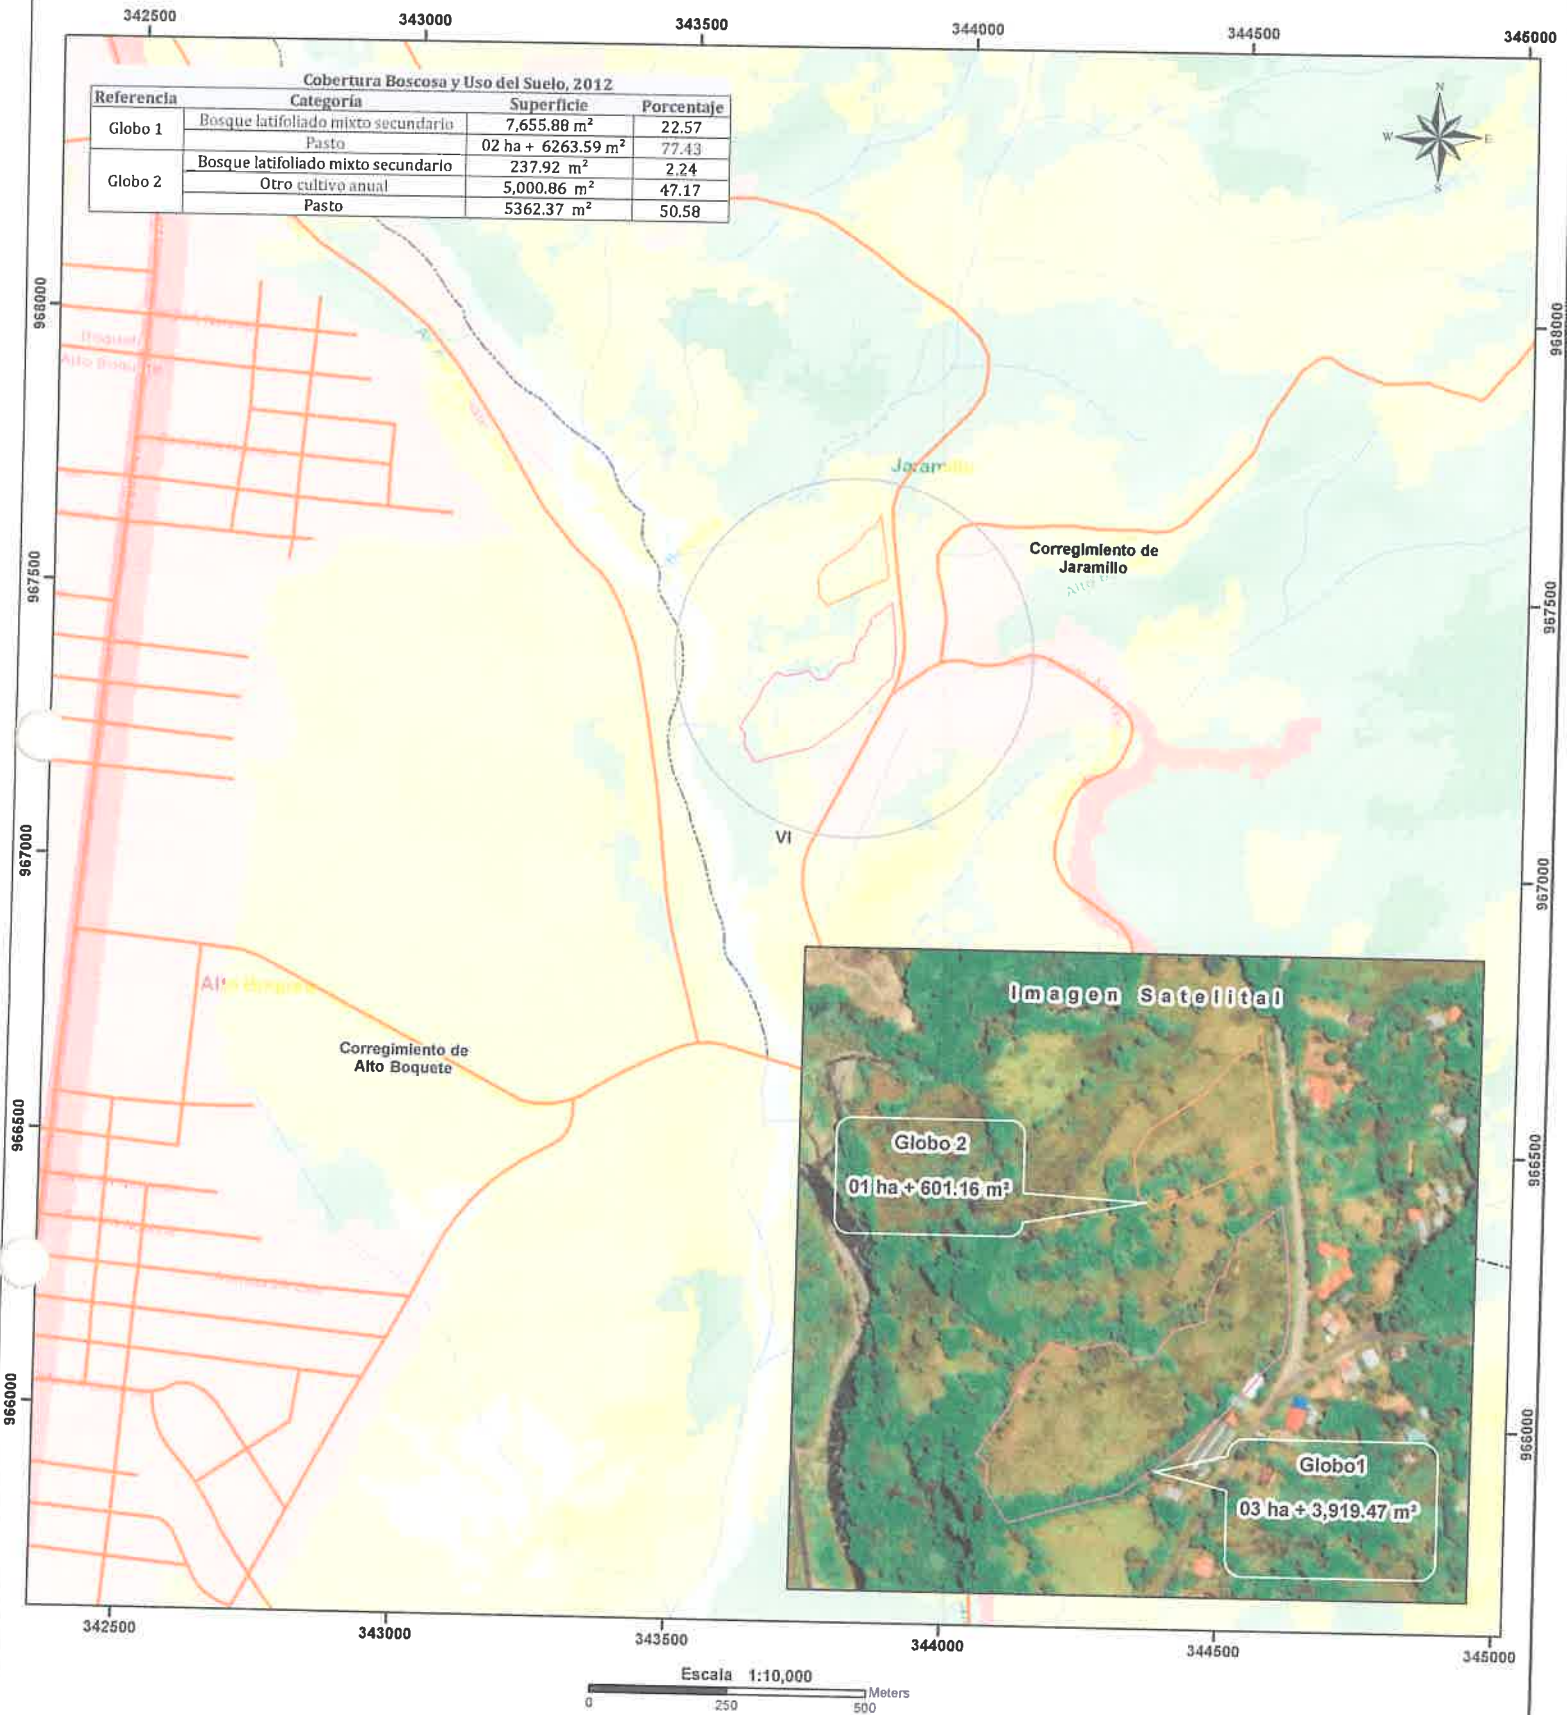 342500 343000 343500 344000 344500 345000
Cobertura Boscosa y Uso del Suelo, 2012
Referencia Categoría Superficie Porcentaje
Globo 1 Bosque latifoliado mixto secundario 7,655.88 m² 22.57
Pasto 02 ha + 6263.59 m² 77.43
Globo 2 Bosque latifoliado mixto secundario 237.92 m² 2.24
Otro cultivo anual 5,000.86 m² 47.17
Pasto 5362.37 m² 50.58
N
W E
S
968000 968000
Boquete
Alto Boquete
Jaramillo
Corregimiento de
Jaramillo
967500 967500
VI
967000 967000
Alto Boquete
Corregimiento de
Alto Boquete
Imagen Satelital
Globo 2
01 ha + 601.16 m²
966500 966500
966000 966000
Globo1
03 ha + 3,919.47 m²
342500 343000 343500 344000 344500 345000
Escala 1:10,000
Meters
0 250 500